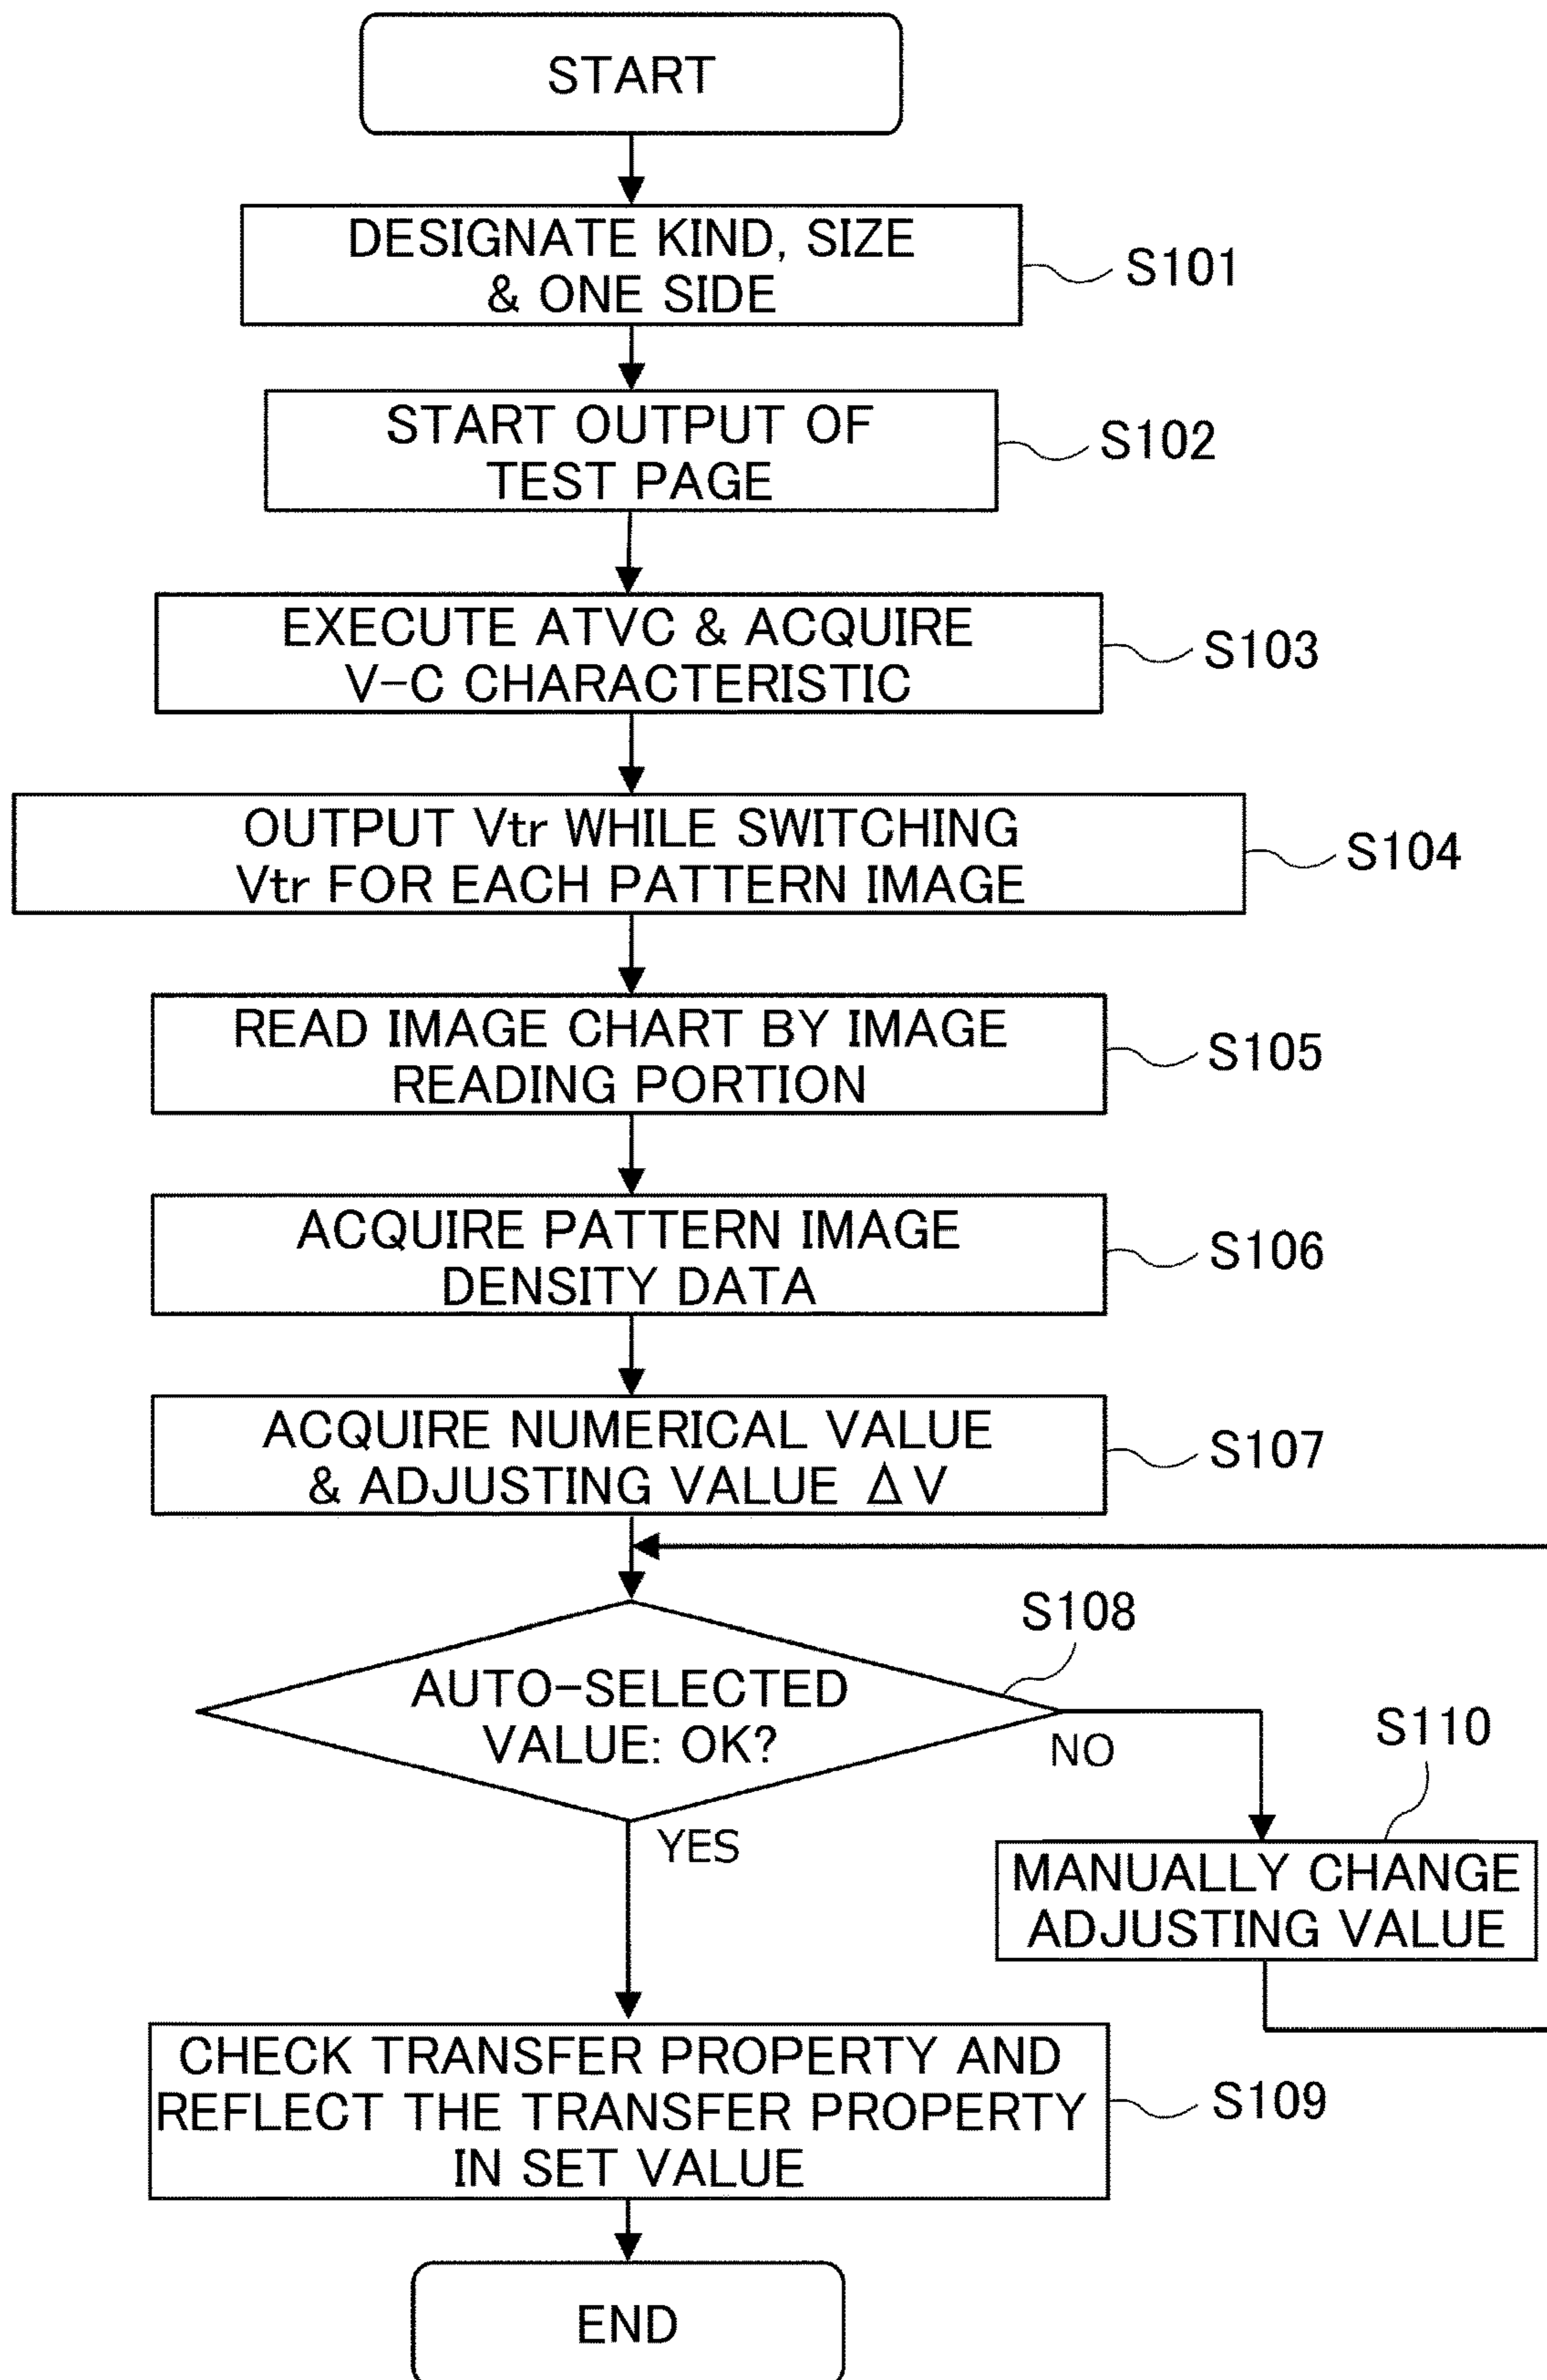 START
DESIGNATE KIND, SIZE
& ONE SIDE
S101
START OUTPUT OF
TEST PAGE
S102
EXECUTE ATVC & ACQUIRE
V-C CHARACTERISTIC
S103
OUTPUT Vtr WHILE SWITCHING
Vtr FOR EACH PATTERN IMAGE
S104
READ IMAGE CHART BY IMAGE
READING PORTION
S105
ACQUIRE PATTERN IMAGE
DENSITY DATA
S106
ACQUIRE NUMERICAL VALUE
& ADJUSTING VALUE ΔV
S107
S108
AUTO-SELECTED
VALUE: OK?
NO
YES
S110
MANUALLY CHANGE
ADJUSTING VALUE
CHECK TRANSFER PROPERTY AND
REFLECT THE TRANSFER PROPERTY
IN SET VALUE
S109
END